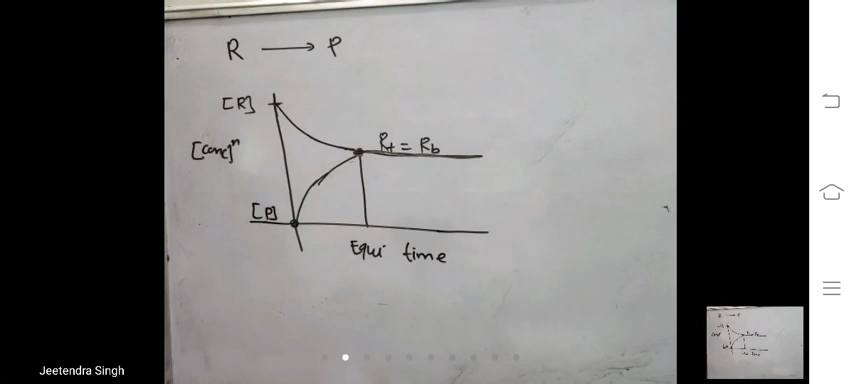 R → P
[R]
[conc]ⁿ
Rf = Rb
[P]
Equi time
Jeetendra Singh